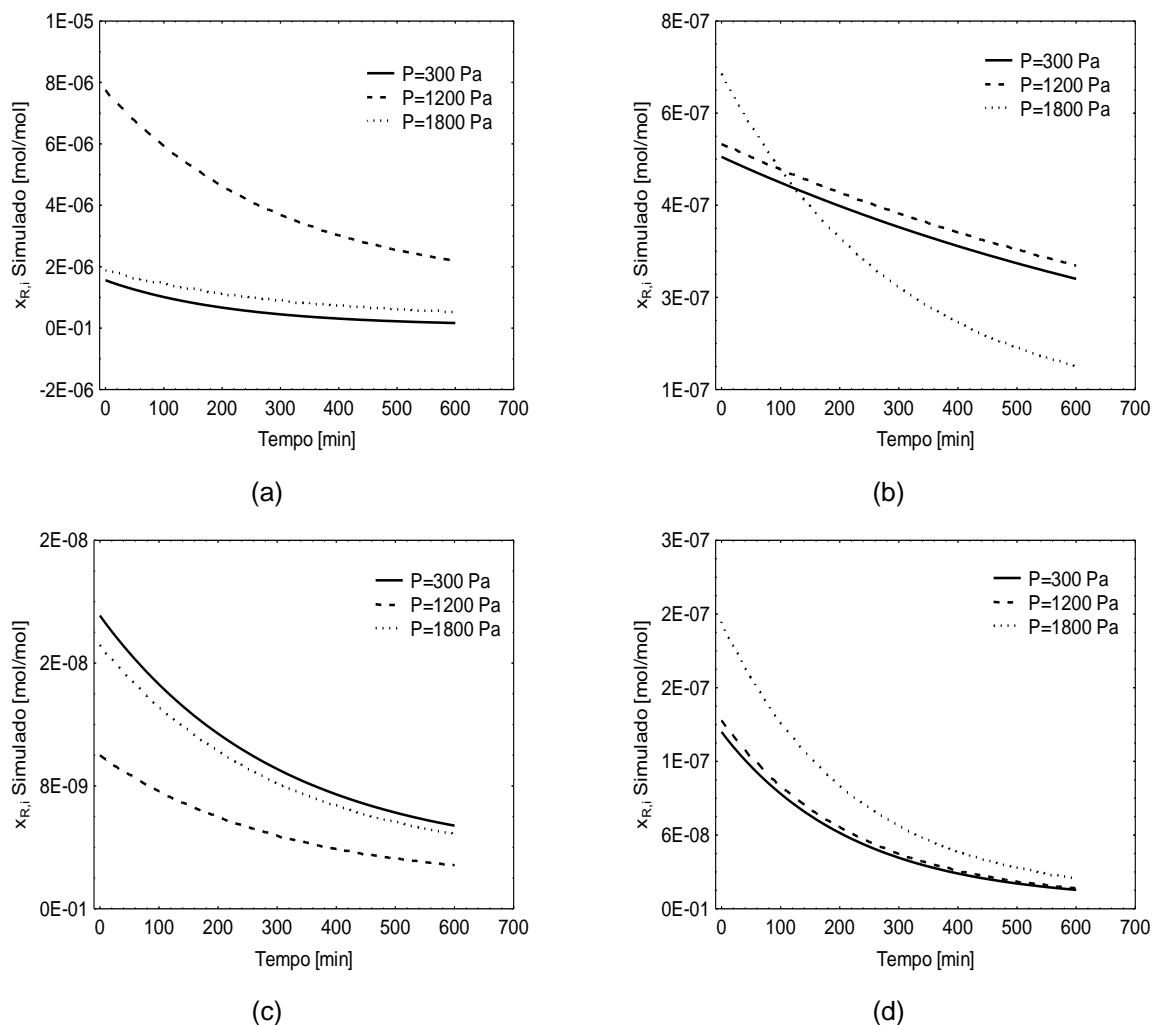 1E-05
8E-06
6E-06
4E-06
2E-06
0E-01
-2E-06
x_R,i Simulado [mol/mol]
P=300 Pa
P=1200 Pa
P=1800 Pa
0 100 200 300 400 500 600 700
Tempo [min]
(a)
8E-07
6E-07
4E-07
3E-07
1E-07
x_R,i Simulado [mol/mol]
P=300 Pa
P=1200 Pa
P=1800 Pa
0 100 200 300 400 500 600 700
Tempo [min]
(b)
2E-08
2E-08
8E-09
0E-01
x_R,i Simulado [mol/mol]
P=300 Pa
P=1200 Pa
P=1800 Pa
0 100 200 300 400 500 600 700
Tempo [min]
(c)
3E-07
2E-07
2E-07
1E-07
6E-08
0E-01
x_R,i Simulado [mol/mol]
P=300 Pa
P=1200 Pa
P=1800 Pa
0 100 200 300 400 500 600 700
Tempo [min]
(d)